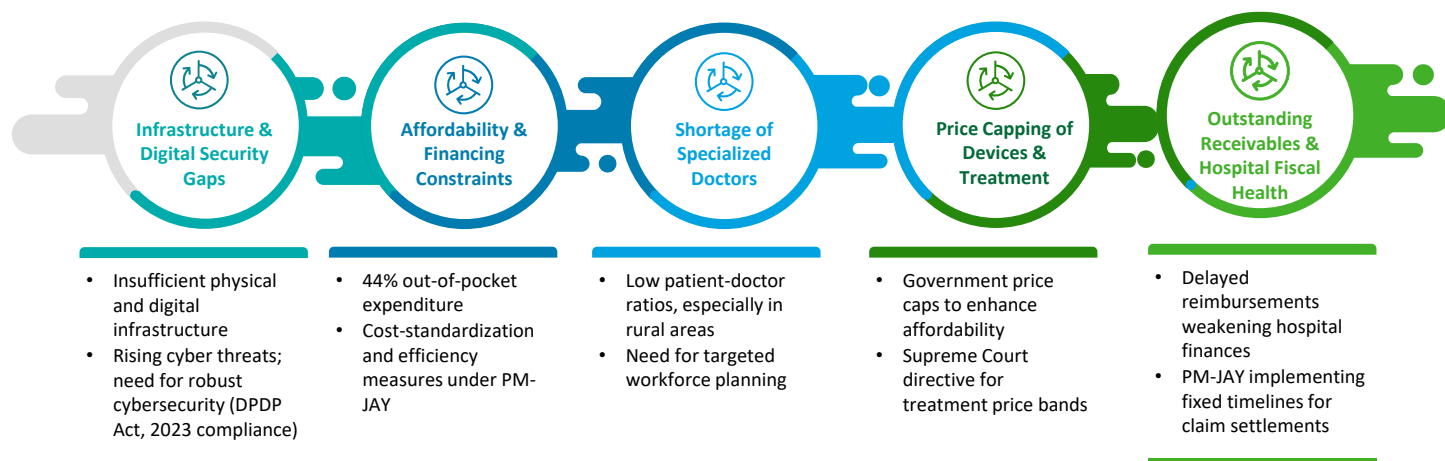 Infrastructure &
Digital Security
Gaps
Affordability &
Financing
Constraints
Shortage of
Specialized
Doctors
Price Capping of
Devices &
Treatment
Outstanding
Receivables &
Hospital Fiscal
Health
• Insufficient physical
and digital
infrastructure
• Rising cyber threats;
need for robust
cybersecurity (DPDP
Act, 2023 compliance)
• 44% out-of-pocket
expenditure
• Cost-standardization
and efficiency
measures under PM-
JAY
• Low patient-doctor
ratios, especially in
rural areas
• Need for targeted
workforce planning
• Government price
caps to enhance
affordability
• Supreme Court
directive for
treatment price bands
• Delayed
reimbursements
weakening hospital
finances
• PM-JAY implementing
fixed timelines for
claim settlements